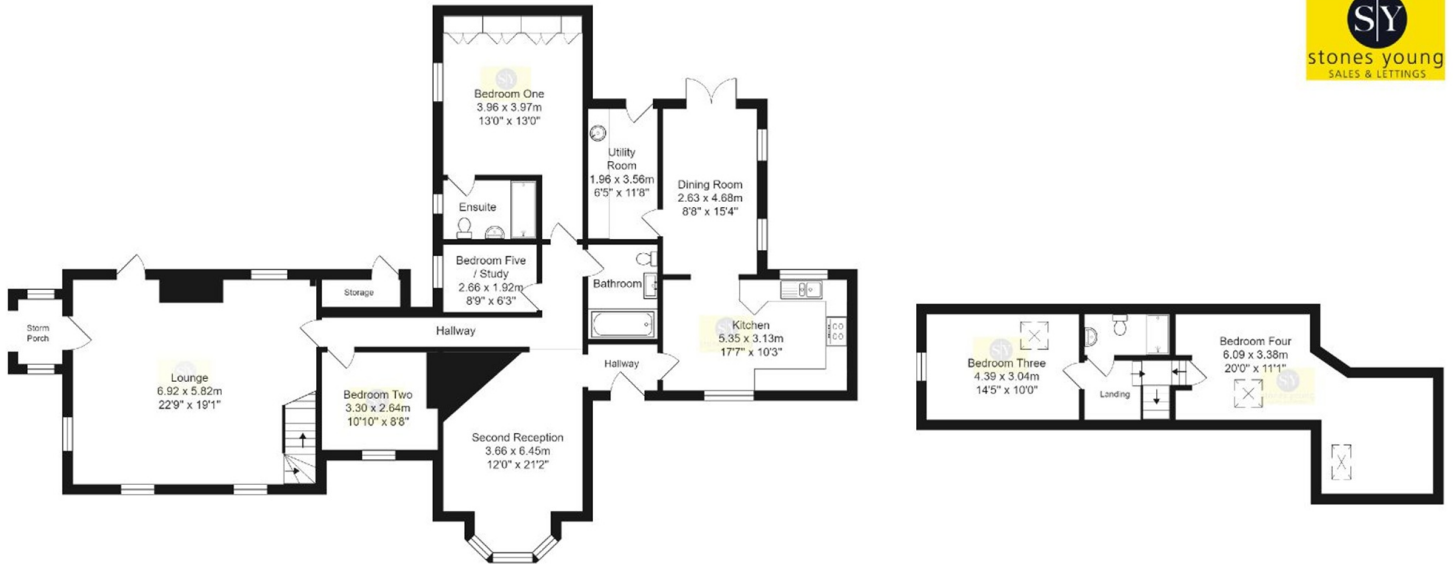 S|Y
stones young
SALES & LETTINGS
SY
Bedroom One
3.96 x 3.97m
13'0" x 13'0"
Utility
Room
1.96 x 3.56m
6'5" x 11'8"
Dining Room
2.63 x 4.68m
8'8" x 15'4"
Ensuite
Bedroom Five
/ Study
2.66 x 1.92m
8'9" x 6'3"
Bathroom
Storage
Storm
Porch
Hallway
Lounge
6.92 x 5.82m
22'9" x 19'1"
Kitchen
5.35 x 3.13m
17'7" x 10'3"
Hallway
Bedroom Two
3.30 x 2.64m
10'10" x 8'8"
Second Reception
3.66 x 6.45m
12'0" x 21'2"
Bedroom Three
4.39 x 3.04m
14'5" x 10'0"
Landing
Bedroom Four
6.09 x 3.38m
20'0" x 11'1"
SY